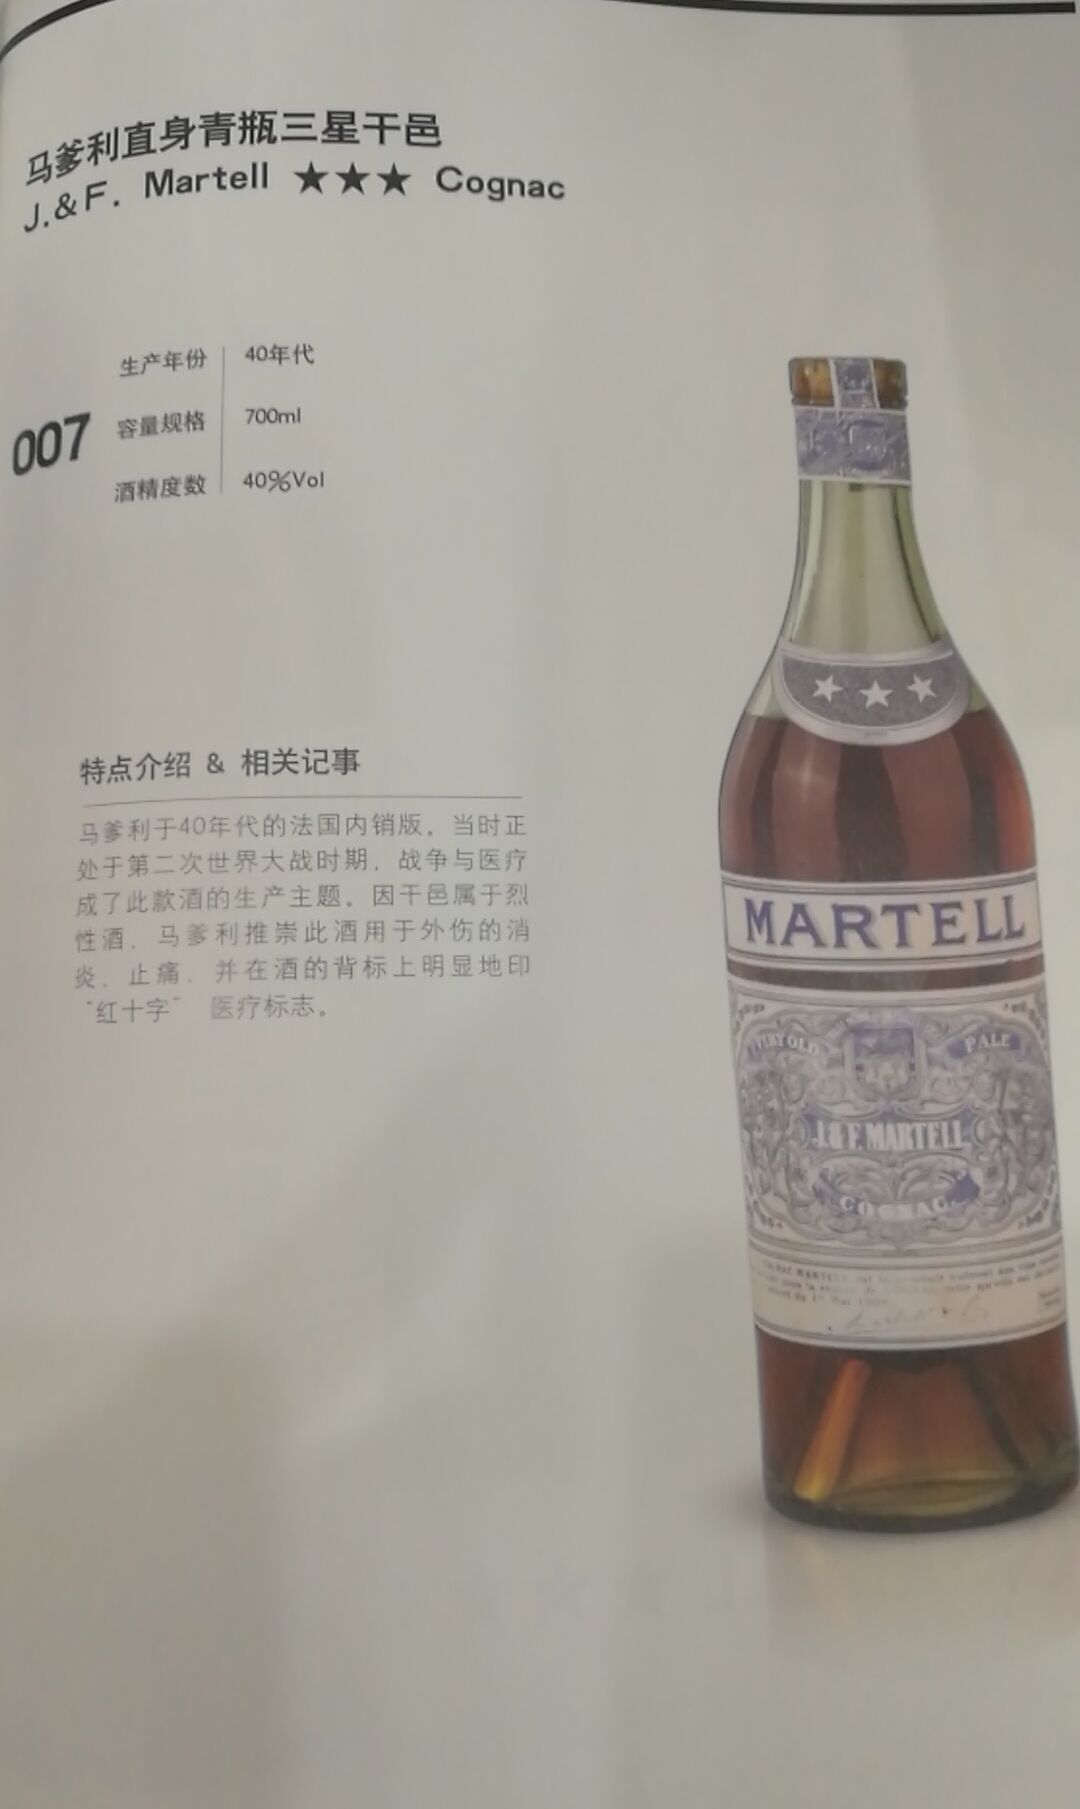 马爹利直身青瓶三星干邑
J.&F. Martell ★★★ Cognac
007
生产年份 40年代
容量规格 700ml
酒精度数 40%Vol
特点介绍 & 相关记事
马爹利于40年代的法国内销版。当时正
处于第二次世界大战时期，战争与医疗
成了此款酒的生产主题。因干邑属于烈
性酒，马爹利推崇此酒用于外伤的消
炎、止痛，并在酒的背标上明显地印
“红十字” 医疗标志。
MARTELL
VERY OLD PALE
J.&F. MARTELL
COGNAC